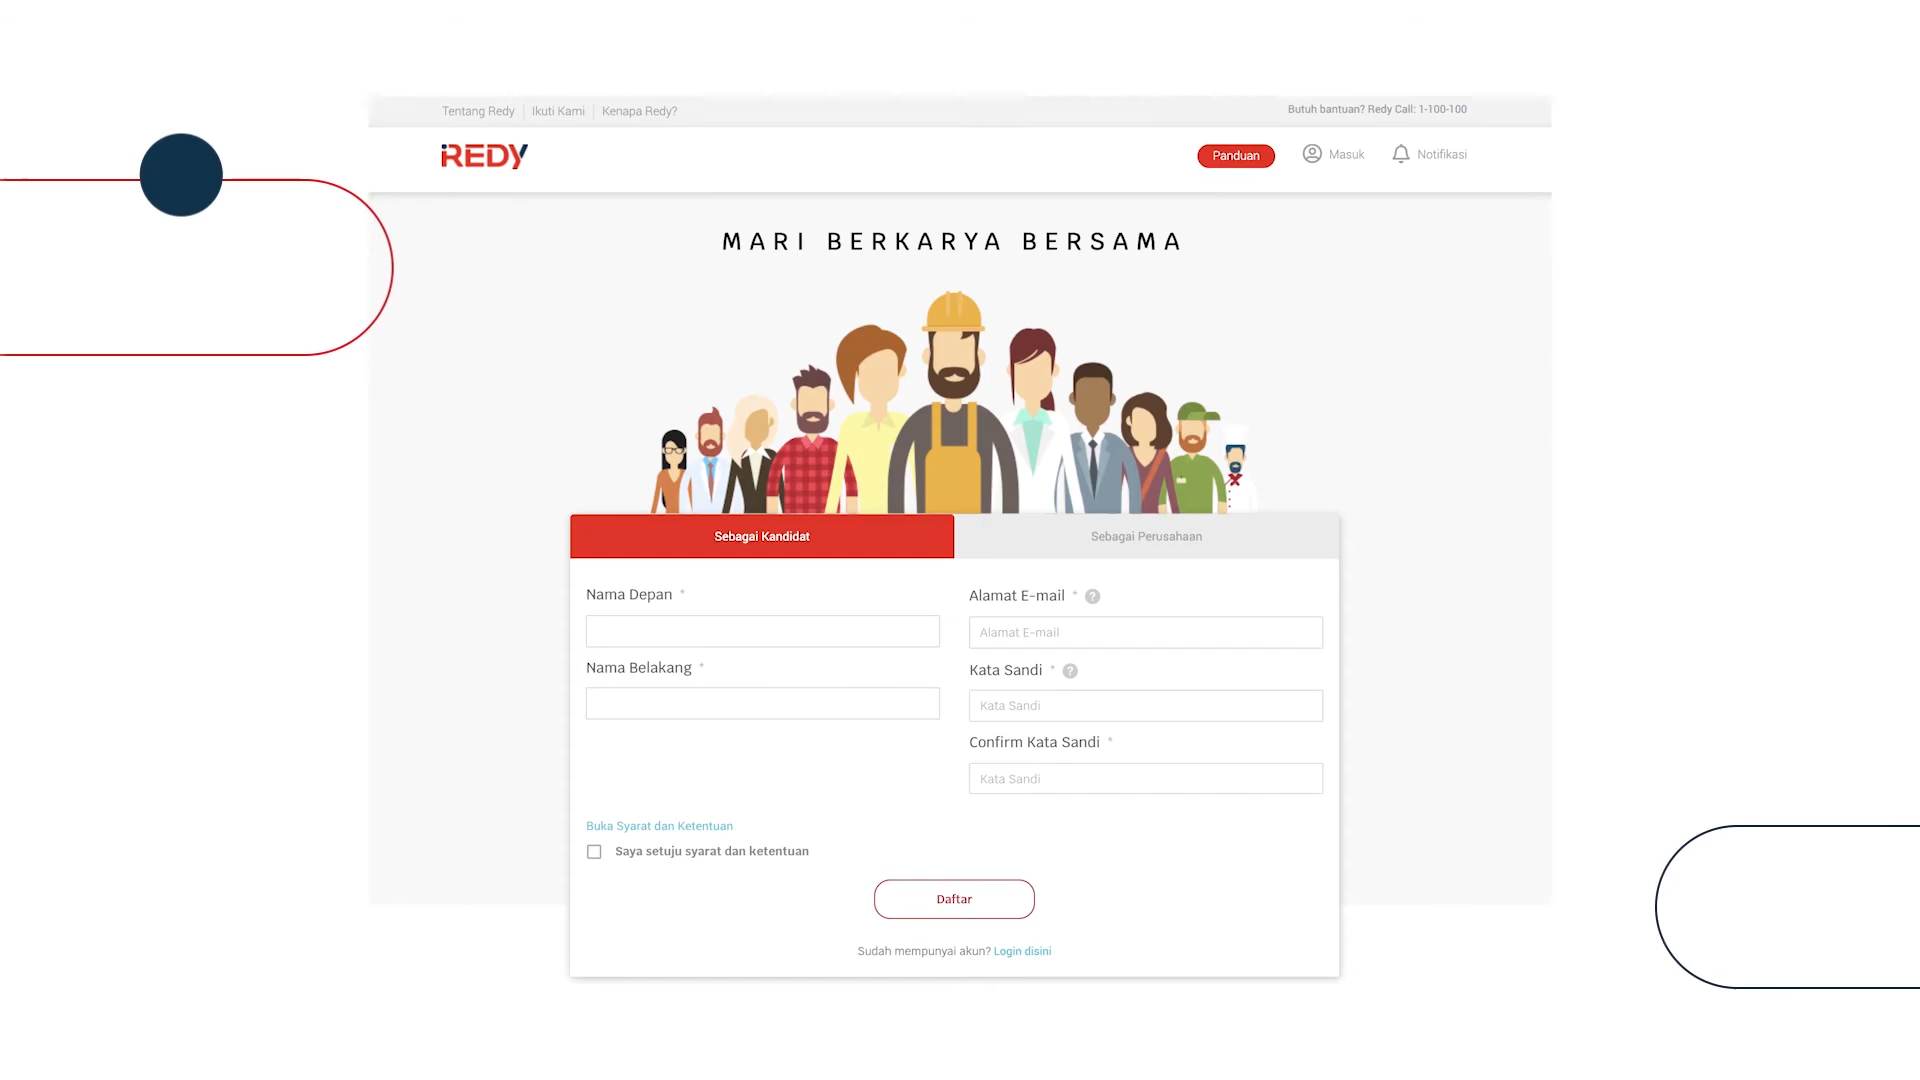 Tentang Redy | Ikuti Kami | Kenapa Redy?
Butuh bantuan? Redy Call: 1-100-100
REDY
Panduan
Masuk
Notifikasi
MARI BERKARYA BERSAMA
Sebagai Kandidat
Sebagai Perusahaan
Nama Depan *
Nama Belakang *
Alamat E-mail * ?
Alamat E-mail
Kata Sandi * ?
Kata Sandi
Confirm Kata Sandi *
Kata Sandi
Buka Syarat dan Ketentuan
Saya setuju syarat dan ketentuan
Daftar
Sudah mempunyai akun? Login disini